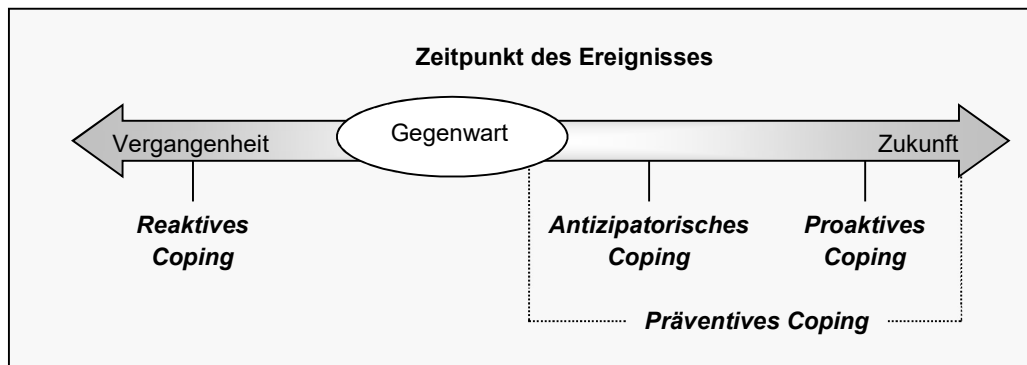 Zeitpunkt des Ereignisses
Vergangenheit
Gegenwart
Zukunft
Reaktives
Coping
Antizipatorisches
Coping
Proaktives
Coping
Präventives Coping